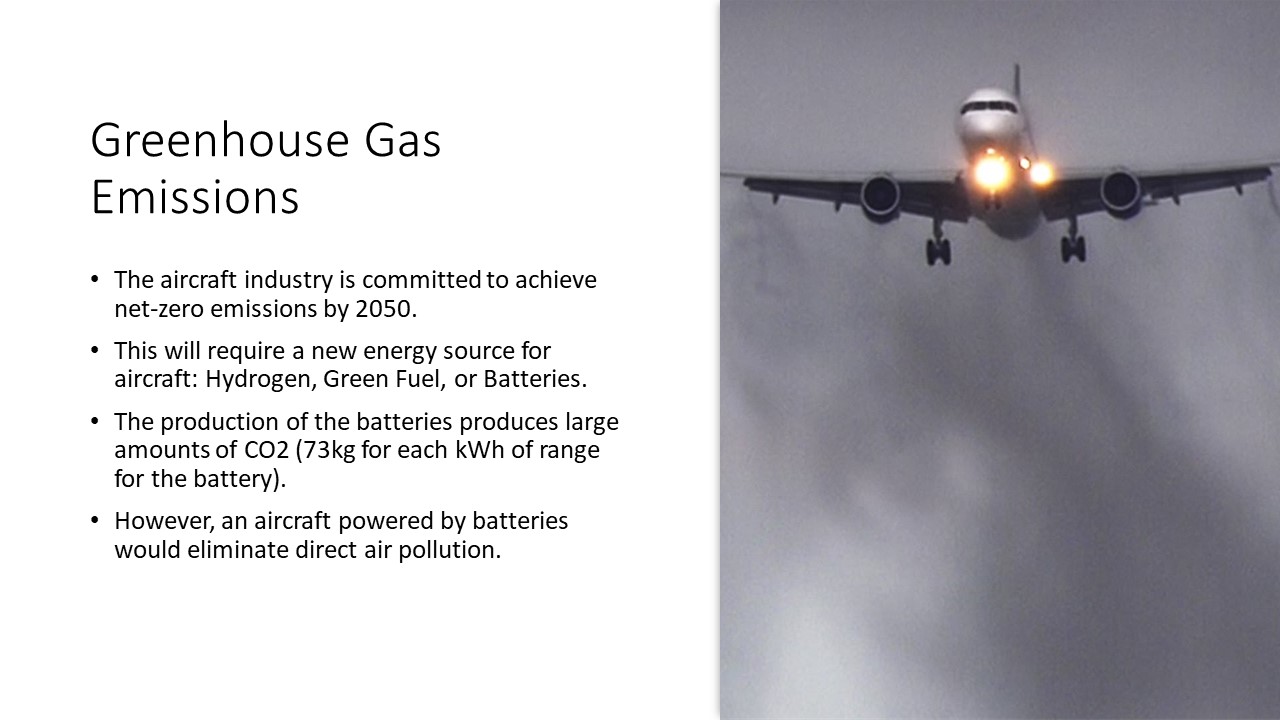 Greenhouse Gas
Emissions
• The aircraft industry is committed to achieve
net-zero emissions by 2050.
• This will require a new energy source for
aircraft: Hydrogen, Green Fuel, or Batteries.
• The production of the batteries produces large
amounts of CO2 (73kg for each kWh of range
for the battery).
• However, an aircraft powered by batteries
would eliminate direct air pollution.